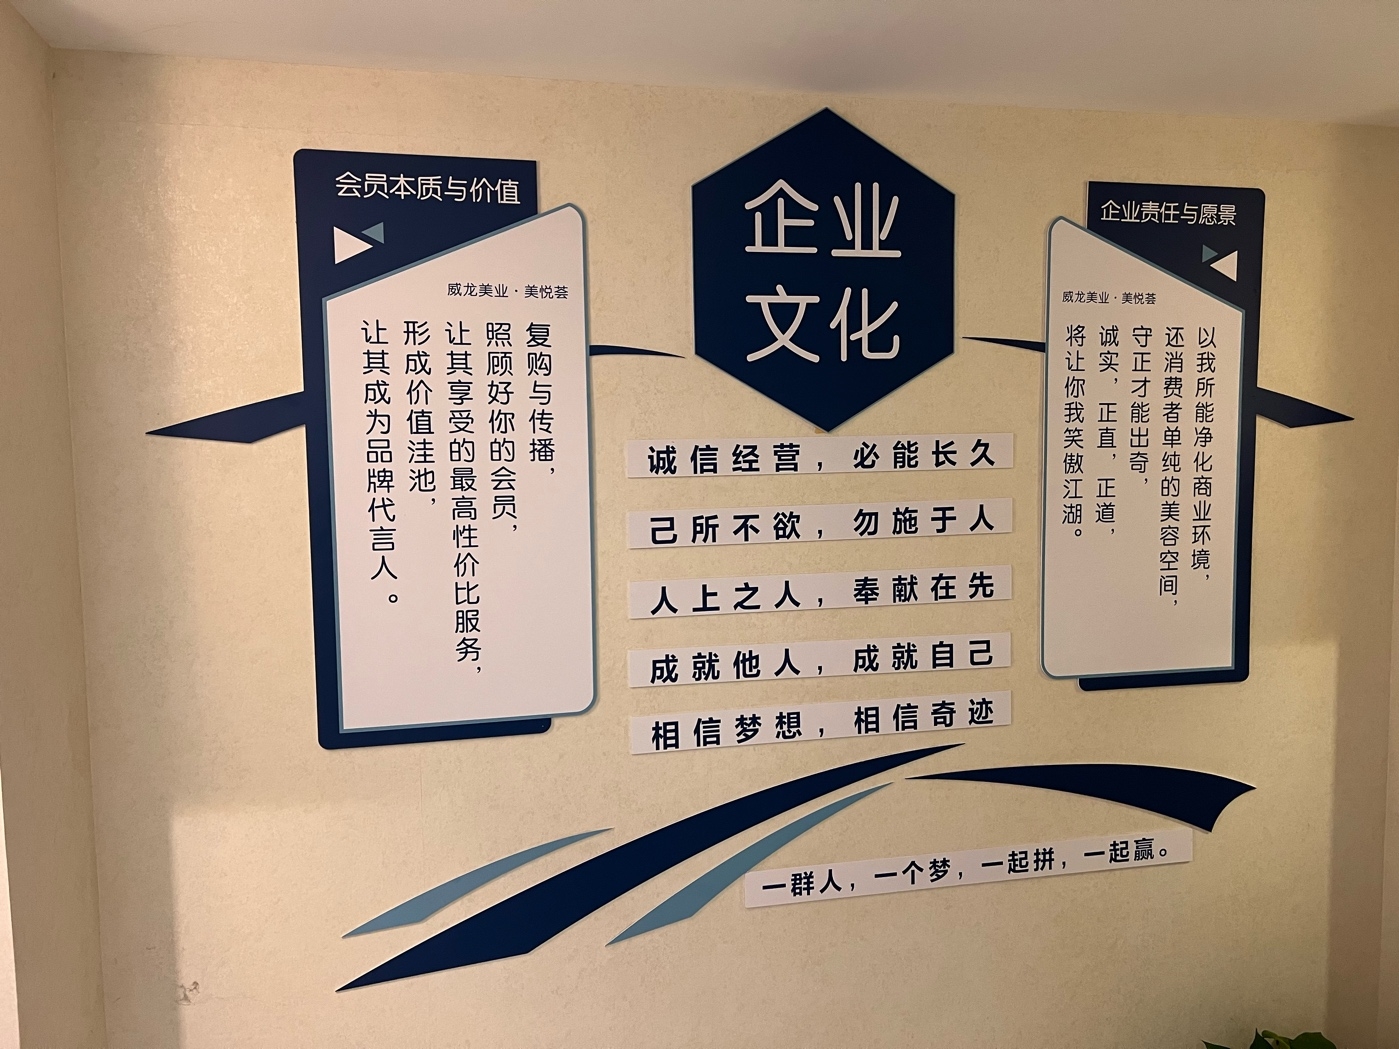 企业
文化
会员本质与价值
威龙美业·美悦荟
复购与传播，
照顾好你的会员，
让其享受的最高性价比服务，
形成价值洼池，
让其成为品牌代言人。
诚信经营，必能长久
己所不欲，勿施于人
人上之人，奉献在先
成就他人，成就自己
相信梦想，相信奇迹
企业责任与愿景
威龙美业·美悦荟
以我所能净化商业环境，
还消费者单纯的美容空间，
守正才能出奇，
诚实，正直，正道，
将让你我笑傲江湖。
一群人，一个梦，一起拼，一起赢。